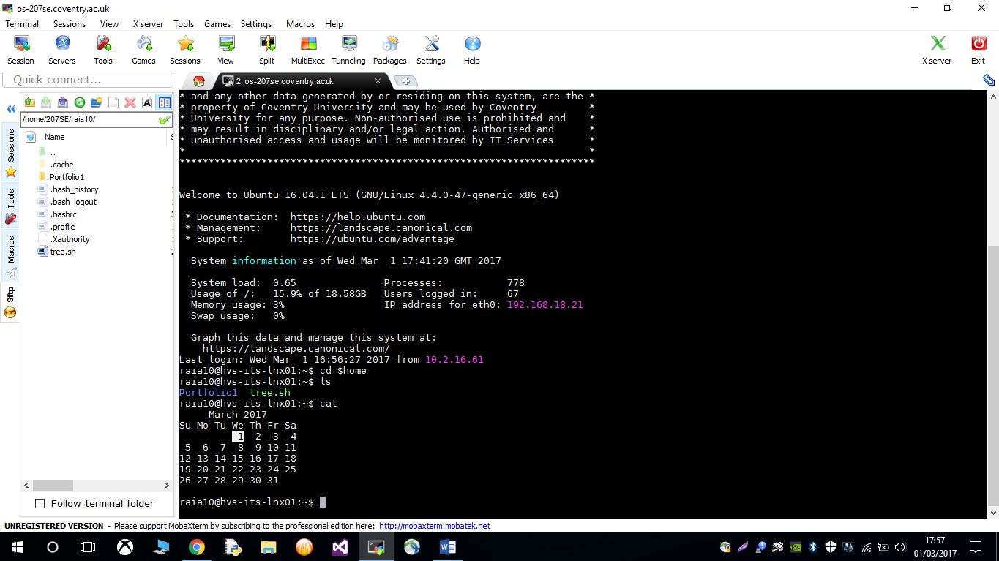 os-207se.coventry.ac.uk
Terminal Sessions View X server Tools Games Settings Macros Help
Session Servers Tools Games Sessions View Split MultiExec Tunneling Packages Settings Help X server Exit
Quick connect...
2. os-207se.coventry.ac.uk
/home/207SE/raia10/
Name
..
.cache
Portfolio1
.bash_history
.bash_logout
.bashrc
.profile
.Xauthority
tree.sh
Sessions
Tools
Macros
Sftp
Follow terminal folder
* and any other data generated by or residing on this system, are the *
* property of Coventry University and may be used by Coventry *
* University for any purpose. Non-authorised use is prohibited and *
* may result in disciplinary and/or legal action. Authorised and *
* unauthorised access and usage will be monitored by IT Services *
* *
***********************************************************************
Welcome to Ubuntu 16.04.1 LTS (GNU/Linux 4.4.0-47-generic x86_64)
* Documentation: https://help.ubuntu.com
* Management: https://landscape.canonical.com
* Support: https://ubuntu.com/advantage
System information as of Wed Mar 1 17:41:20 GMT 2017
System load: 0.65 Processes: 778
Usage of /: 15.9% of 18.58GB Users logged in: 67
Memory usage: 3% IP address for eth0: 192.168.18.21
Swap usage: 0%
Graph this data and manage this system at:
https://landscape.canonical.com/
Last login: Wed Mar 1 16:56:27 2017 from 10.2.16.61
raia10@hvs-its-lnx01:~$ cd $home
raia10@hvs-its-lnx01:~$ ls
Portfolio1 tree.sh
raia10@hvs-its-lnx01:~$ cal
March 2017
Su Mo Tu We Th Fr Sa
1 2 3 4
5 6 7 8 9 10 11
12 13 14 15 16 17 18
19 20 21 22 23 24 25
26 27 28 29 30 31
raia10@hvs-its-lnx01:~$
UNREGISTERED VERSION - Please support MobaXterm by subscribing to the professional edition here: http://mobaxterm.mobatek.net
17:57
01/03/2017